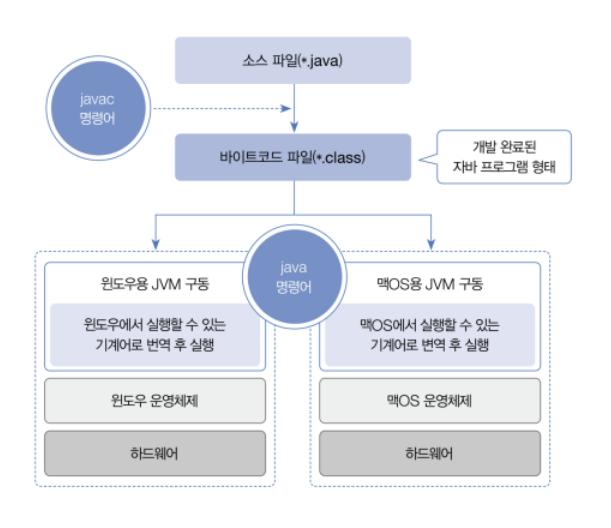 소스 파일(*.java)
javac
명령어
바이트코드 파일(*.class)
개발 완료된
자바 프로그램 형태
java
명령어
윈도우용 JVM 구동
윈도우에서 실행할 수 있는
기계어로 번역 후 실행
윈도우 운영체제
하드웨어
맥OS용 JVM 구동
맥OS에서 실행할 수 있는
기계어로 번역 후 실행
맥OS 운영체제
하드웨어